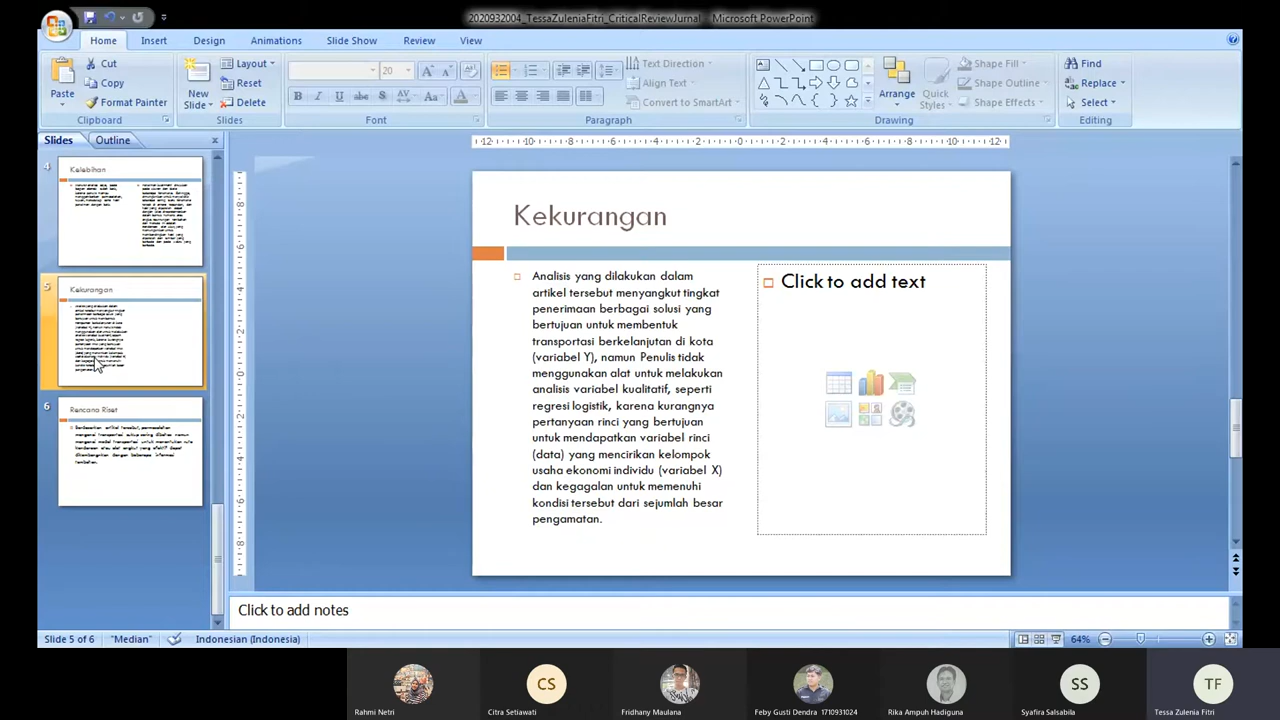 2020932004_TessaZuleniaFitri_CriticalReviewJurnal - Microsoft PowerPoint
Home Insert Design Animations Slide Show Review View
Paste
Cut
Copy
Format Painter
Clipboard
New Slide
Layout
Reset
Delete
Slides
20
B I U abe S AV Aa A
Font
Text Direction
Align Text
Convert to SmartArt
Paragraph
Arrange
Quick Styles
Shape Fill
Shape Outline
Shape Effects
Drawing
Find
Replace
Select
Editing
Slides Outline
4
Kelebihan
5
Kekurangan
6
Rencana Riset
Kekurangan
Analisis yang dilakukan dalam
artikel tersebut menyangkut tingkat
penerimaan berbagai solusi yang
bertujuan untuk membentuk
transportasi berkelanjutan di kota
(variabel Y), namun Penulis tidak
menggunakan alat untuk melakukan
analisis variabel kualitatif, seperti
regresi logistik, karena kurangnya
pertanyaan rinci yang bertujuan
untuk mendapatkan variabel rinci
(data) yang mencirikan kelompok
usaha ekonomi individu (variabel X)
dan kegagalan untuk memenuhi
kondisi tersebut dari sejumlah besar
pengamatan.
Click to add text
Click to add notes
Slide 5 of 6 "Median" Indonesian (Indonesia) 64%
Rahmi Netri
CS
Citra Setiawati
Fridhany Maulana
Feby Gusti Dendra 1710931024
Rika Ampuh Hadiguna
SS
Syafira Salsabila
TF
Tessa Zulenia Fitri